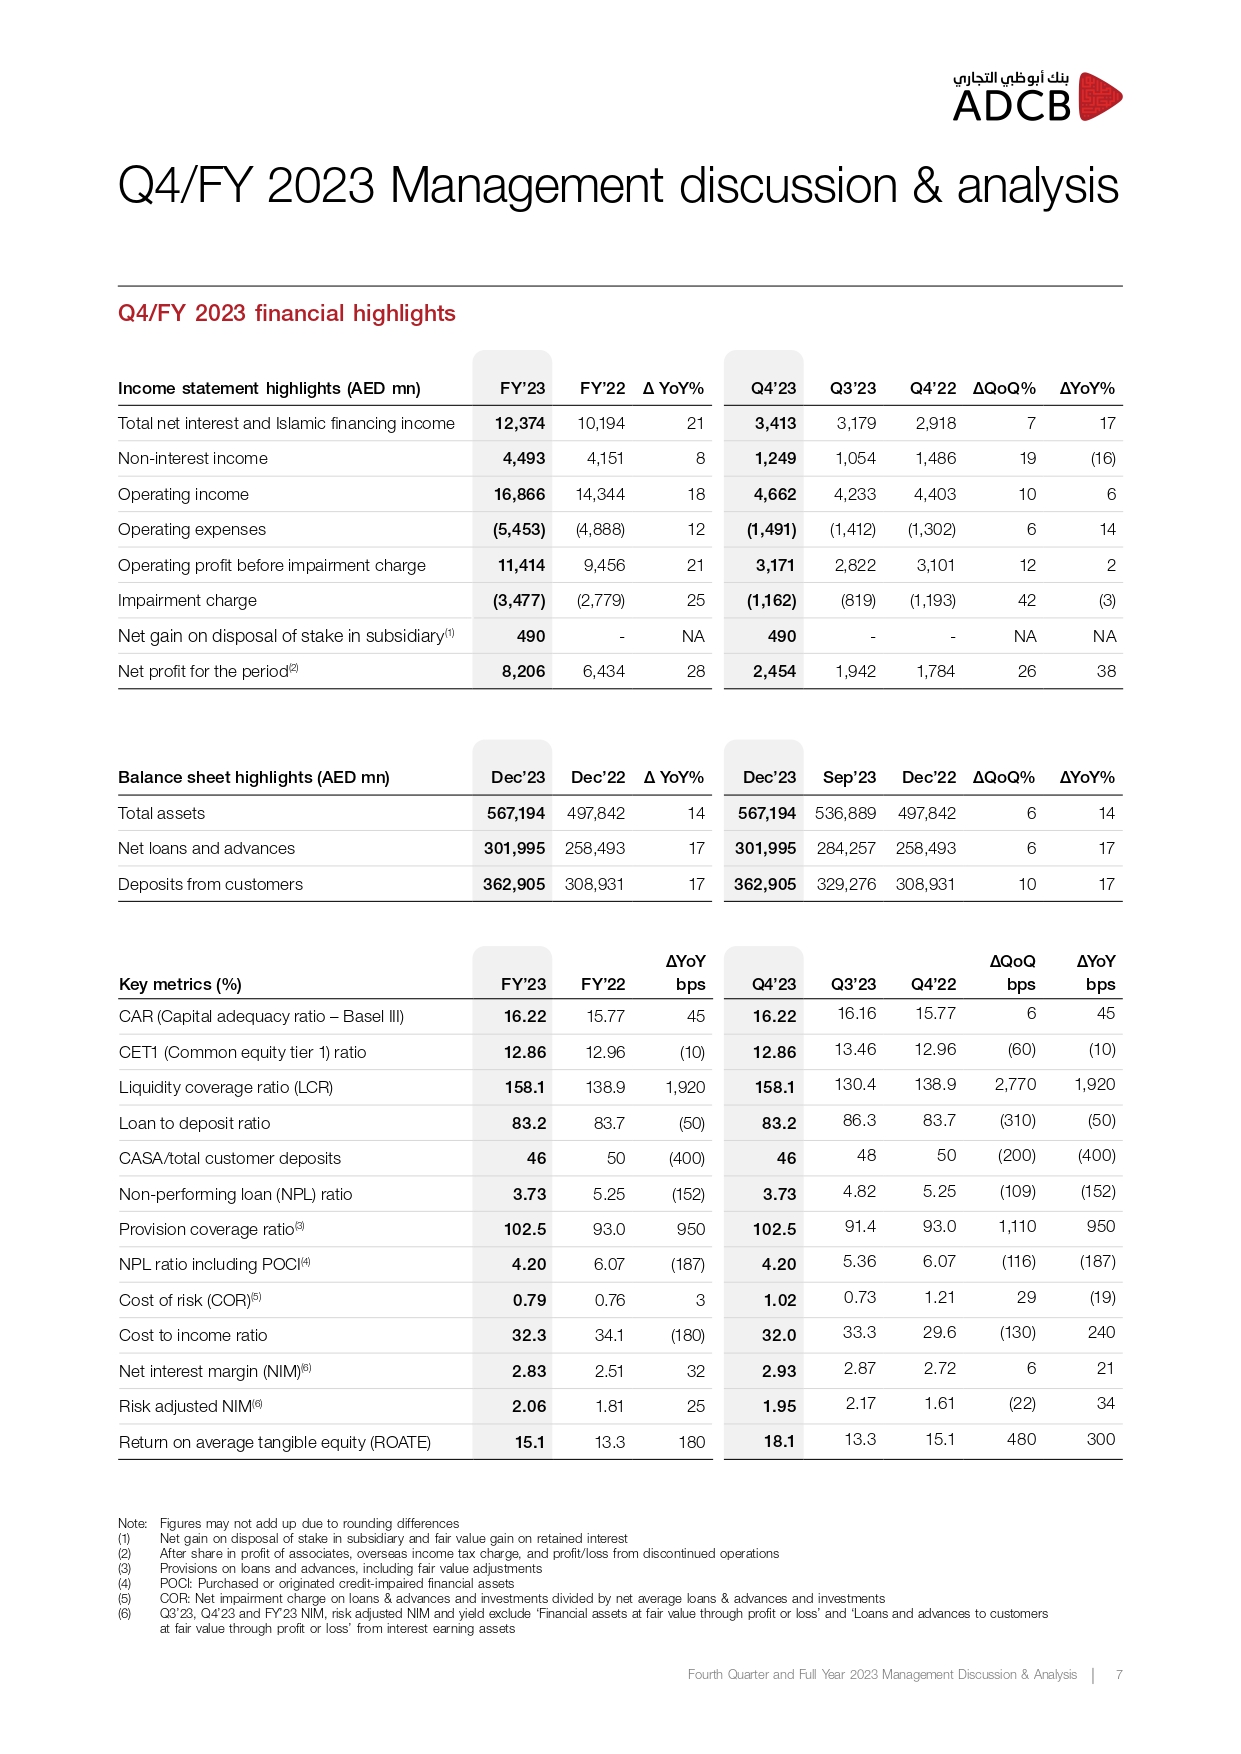 بنك أبوظبي التجاري
ADCB
Q4/FY 2023 Management discussion & analysis
Q4/FY 2023 financial highlights
Income statement highlights (AED mn) FY’23 FY’22 Δ YoY% Q4’23 Q3’23 Q4’22 ΔQoQ% ΔYoY%
Total net interest and Islamic financing income 12,374 10,194 21 3,413 3,179 2,918 7 17
Non-interest income 4,493 4,151 8 1,249 1,054 1,486 19 (16)
Operating income 16,866 14,344 18 4,662 4,233 4,403 10 6
Operating expenses (5,453) (4,888) 12 (1,491) (1,412) (1,302) 6 14
Operating profit before impairment charge 11,414 9,456 21 3,171 2,822 3,101 12 2
Impairment charge (3,477) (2,779) 25 (1,162) (819) (1,193) 42 (3)
Net gain on disposal of stake in subsidiary(1) 490 - NA 490 - - NA NA
Net profit for the period(2) 8,206 6,434 28 2,454 1,942 1,784 26 38
Balance sheet highlights (AED mn) Dec’23 Dec’22 Δ YoY% Dec’23 Sep’23 Dec’22 ΔQoQ% ΔYoY%
Total assets 567,194 497,842 14 567,194 536,889 497,842 6 14
Net loans and advances 301,995 258,493 17 301,995 284,257 258,493 6 17
Deposits from customers 362,905 308,931 17 362,905 329,276 308,931 10 17
ΔYoY ΔQoQ ΔYoY
Key metrics (%) FY’23 FY’22 bps Q4’23 Q3’23 Q4’22 bps bps
CAR (Capital adequacy ratio – Basel III) 16.22 15.77 45 16.22 16.16 15.77 6 45
CET1 (Common equity tier 1) ratio 12.86 12.96 (10) 12.86 13.46 12.96 (60) (10)
Liquidity coverage ratio (LCR) 158.1 138.9 1,920 158.1 130.4 138.9 2,770 1,920
Loan to deposit ratio 83.2 83.7 (50) 83.2 86.3 83.7 (310) (50)
CASA/total customer deposits 46 50 (400) 46 48 50 (200) (400)
Non-performing loan (NPL) ratio 3.73 5.25 (152) 3.73 4.82 5.25 (109) (152)
Provision coverage ratio(3) 102.5 93.0 950 102.5 91.4 93.0 1,110 950
NPL ratio including POCI(4) 4.20 6.07 (187) 4.20 5.36 6.07 (116) (187)
Cost of risk (COR)(5) 0.79 0.76 3 1.02 0.73 1.21 29 (19)
Cost to income ratio 32.3 34.1 (180) 32.0 33.3 29.6 (130) 240
Net interest margin (NIM)(6) 2.83 2.51 32 2.93 2.87 2.72 6 21
Risk adjusted NIM(6) 2.06 1.81 25 1.95 2.17 1.61 (22) 34
Return on average tangible equity (ROATE) 15.1 13.3 180 18.1 13.3 15.1 480 300
Note: Figures may not add up due to rounding differences
(1) Net gain on disposal of stake in subsidiary and fair value gain on retained interest
(2) After share in profit of associates, overseas income tax charge, and profit/loss from discontinued operations
(3) Provisions on loans and advances, including fair value adjustments
(4) POCI: Purchased or originated credit-impaired financial assets
(5) COR: Net impairment charge on loans & advances and investments divided by net average loans & advances and investments
(6) Q3’23, Q4’23 and FY’23 NIM, risk adjusted NIM and yield exclude ‘Financial assets at fair value through profit or loss’ and ‘Loans and advances to customers
at fair value through profit or loss’ from interest earning assets
Fourth Quarter and Full Year 2023 Management Discussion & Analysis | 7